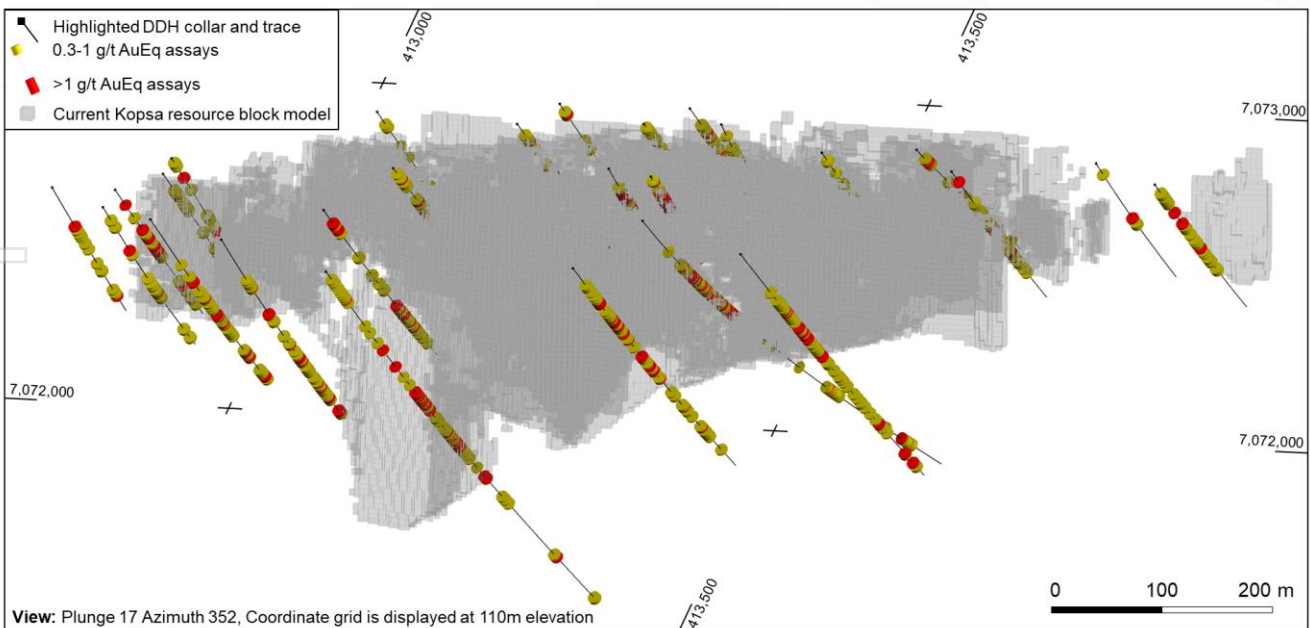 Highlighted DDH collar and trace
0.3-1 g/t AuEq assays
>1 g/t AuEq assays
Current Kopsa resource block model
413,000
413,500
7,073,000
7,072,000
7,072,000
413,500
0 100 200 m
View: Plunge 17 Azimuth 352, Coordinate grid is displayed at 110m elevation